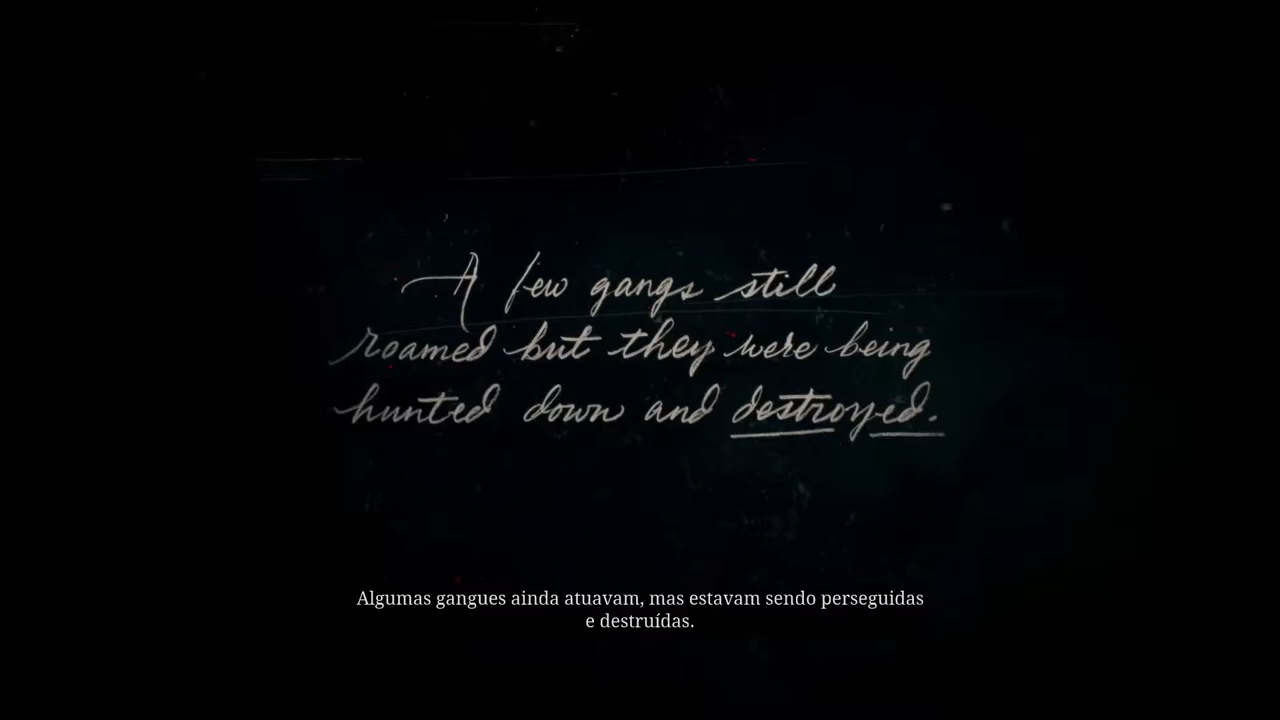 A few gangs still
roamed but they were being
hunted down and destroyed.
Algumas gangues ainda atuavam, mas estavam sendo perseguidas
e destruídas.